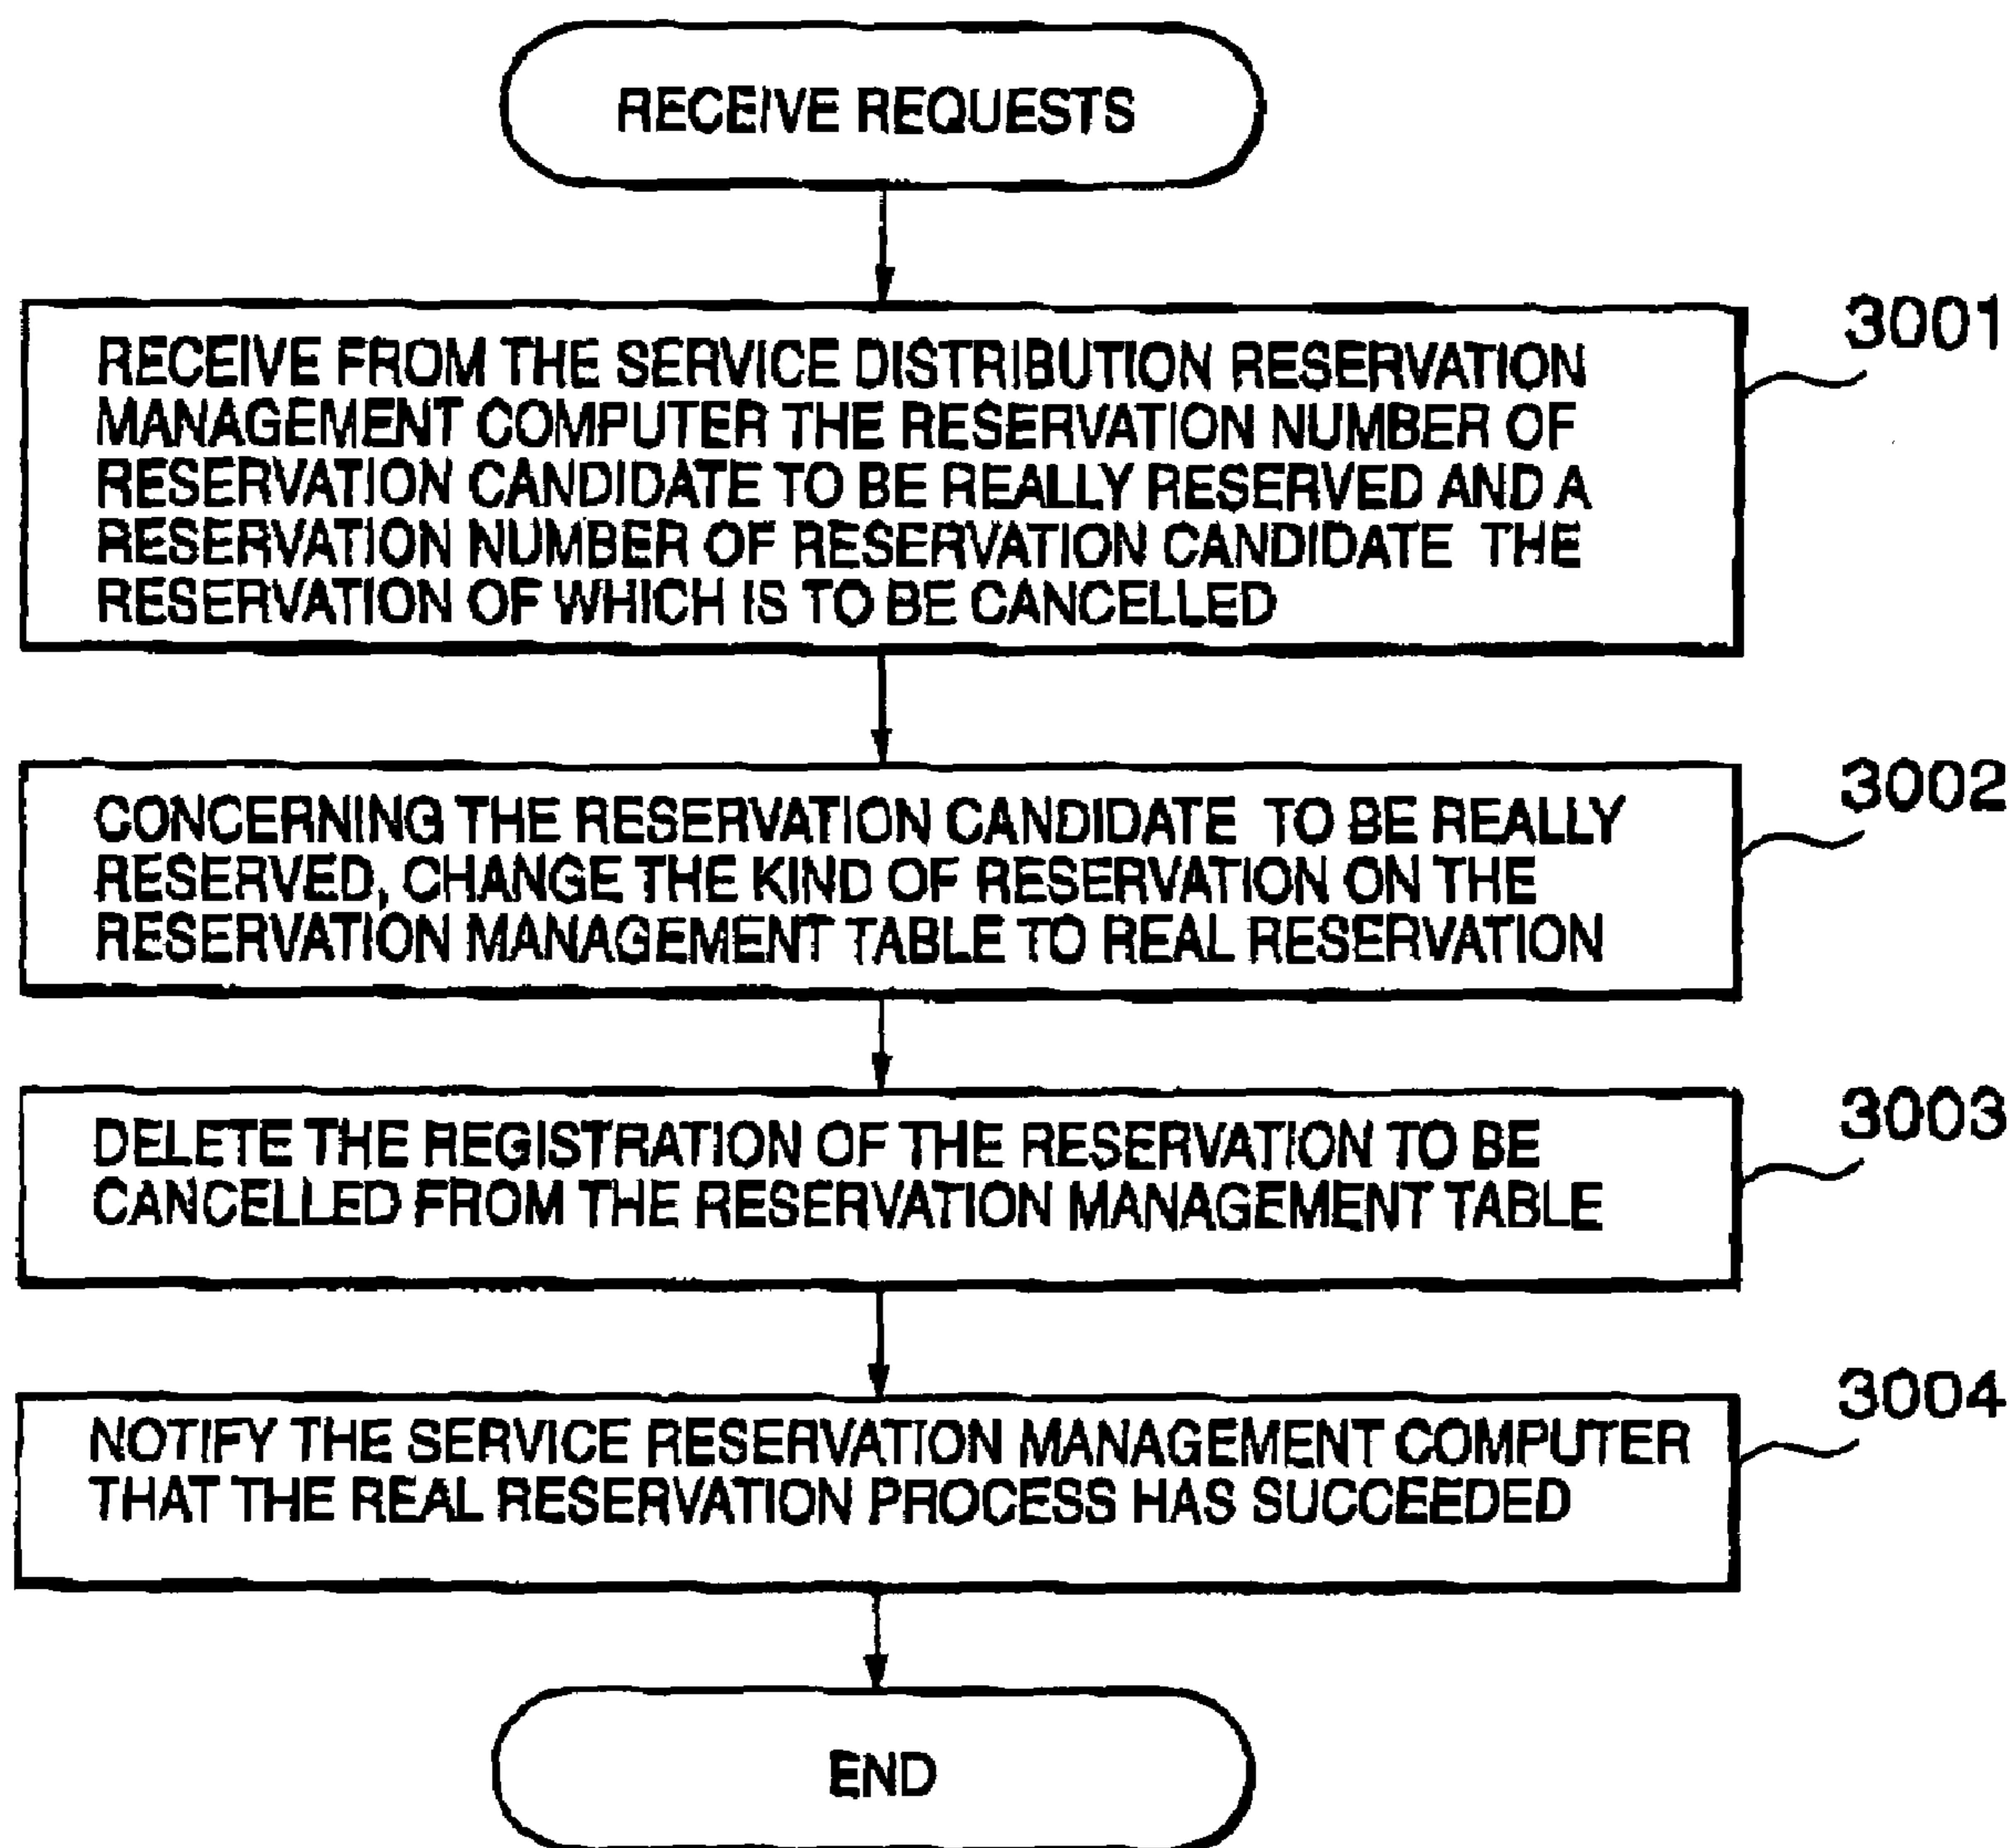 RECEIVE REQUESTS
3001
RECEIVE FROM THE SERVICE DISTRIBUTION RESERVATION
MANAGEMENT COMPUTER THE RESERVATION NUMBER OF
RESERVATION CANDIDATE TO BE REALLY RESERVED AND A
RESERVATION NUMBER OF RESERVATION CANDIDATE THE
RESERVATION OF WHICH IS TO BE CANCELLED
3002
CONCERNING THE RESERVATION CANDIDATE TO BE REALLY
RESERVED, CHANGE THE KIND OF RESERVATION ON THE
RESERVATION MANAGEMENT TABLE TO REAL RESERVATION
3003
DELETE THE REGISTRATION OF THE RESERVATION TO BE
CANCELLED FROM THE RESERVATION MANAGEMENT TABLE
3004
NOTIFY THE SERVICE RESERVATION MANAGEMENT COMPUTER
THAT THE REAL RESERVATION PROCESS HAS SUCCEEDED
END